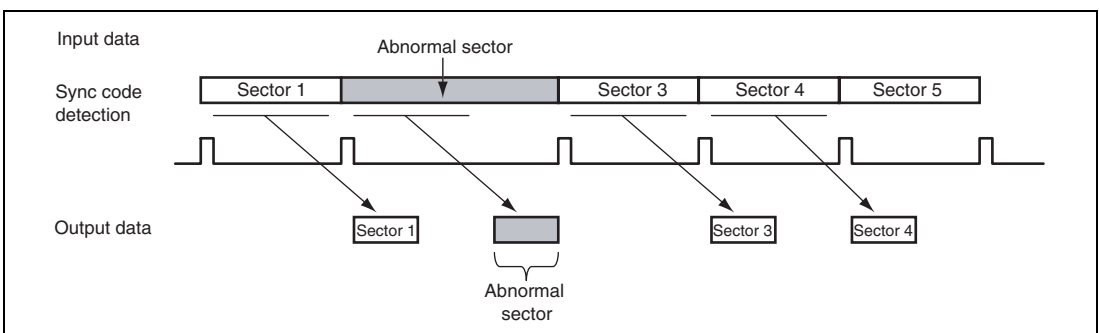 Input data
Abnormal sector
Sync code
detection
Sector 1
Sector 3
Sector 4
Sector 5
Output data
Sector 1
Sector 3
Sector 4
Abnormal
sector